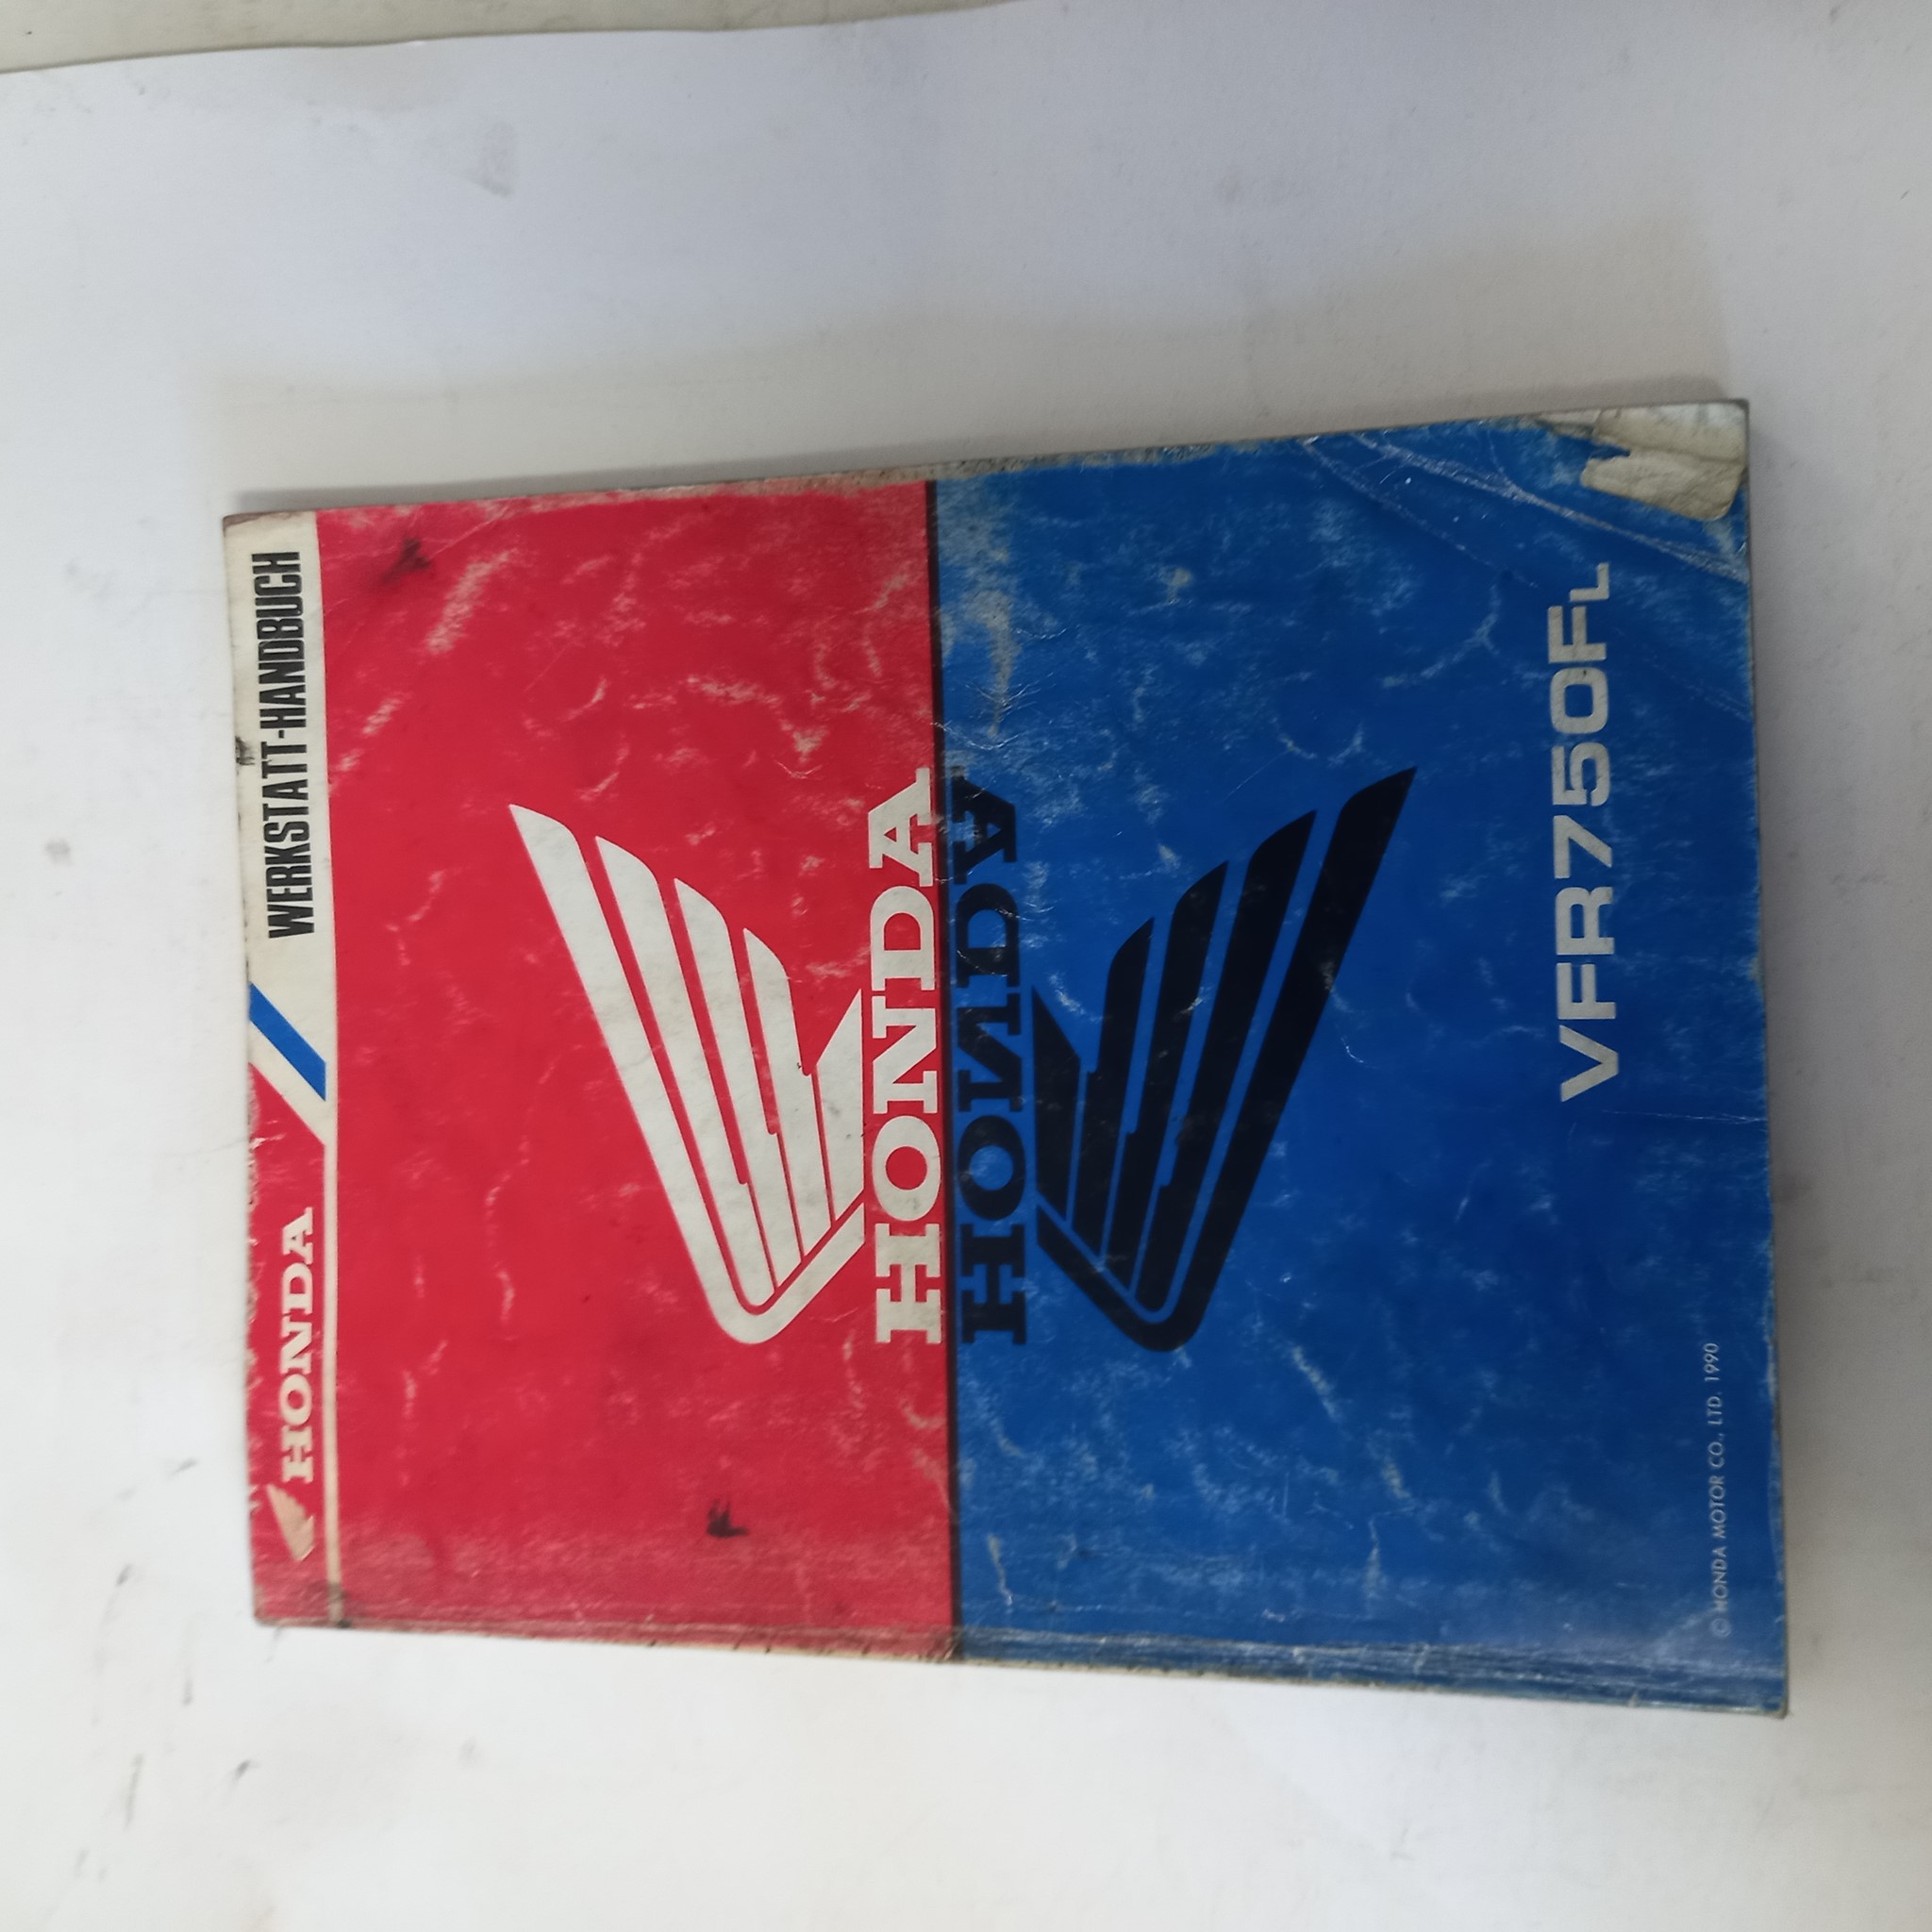 HONDA
WERKSTATT-HANDBUCH
HONDA
HONDA
VFR750FL
© HONDA MOTOR CO., LTD. 1990